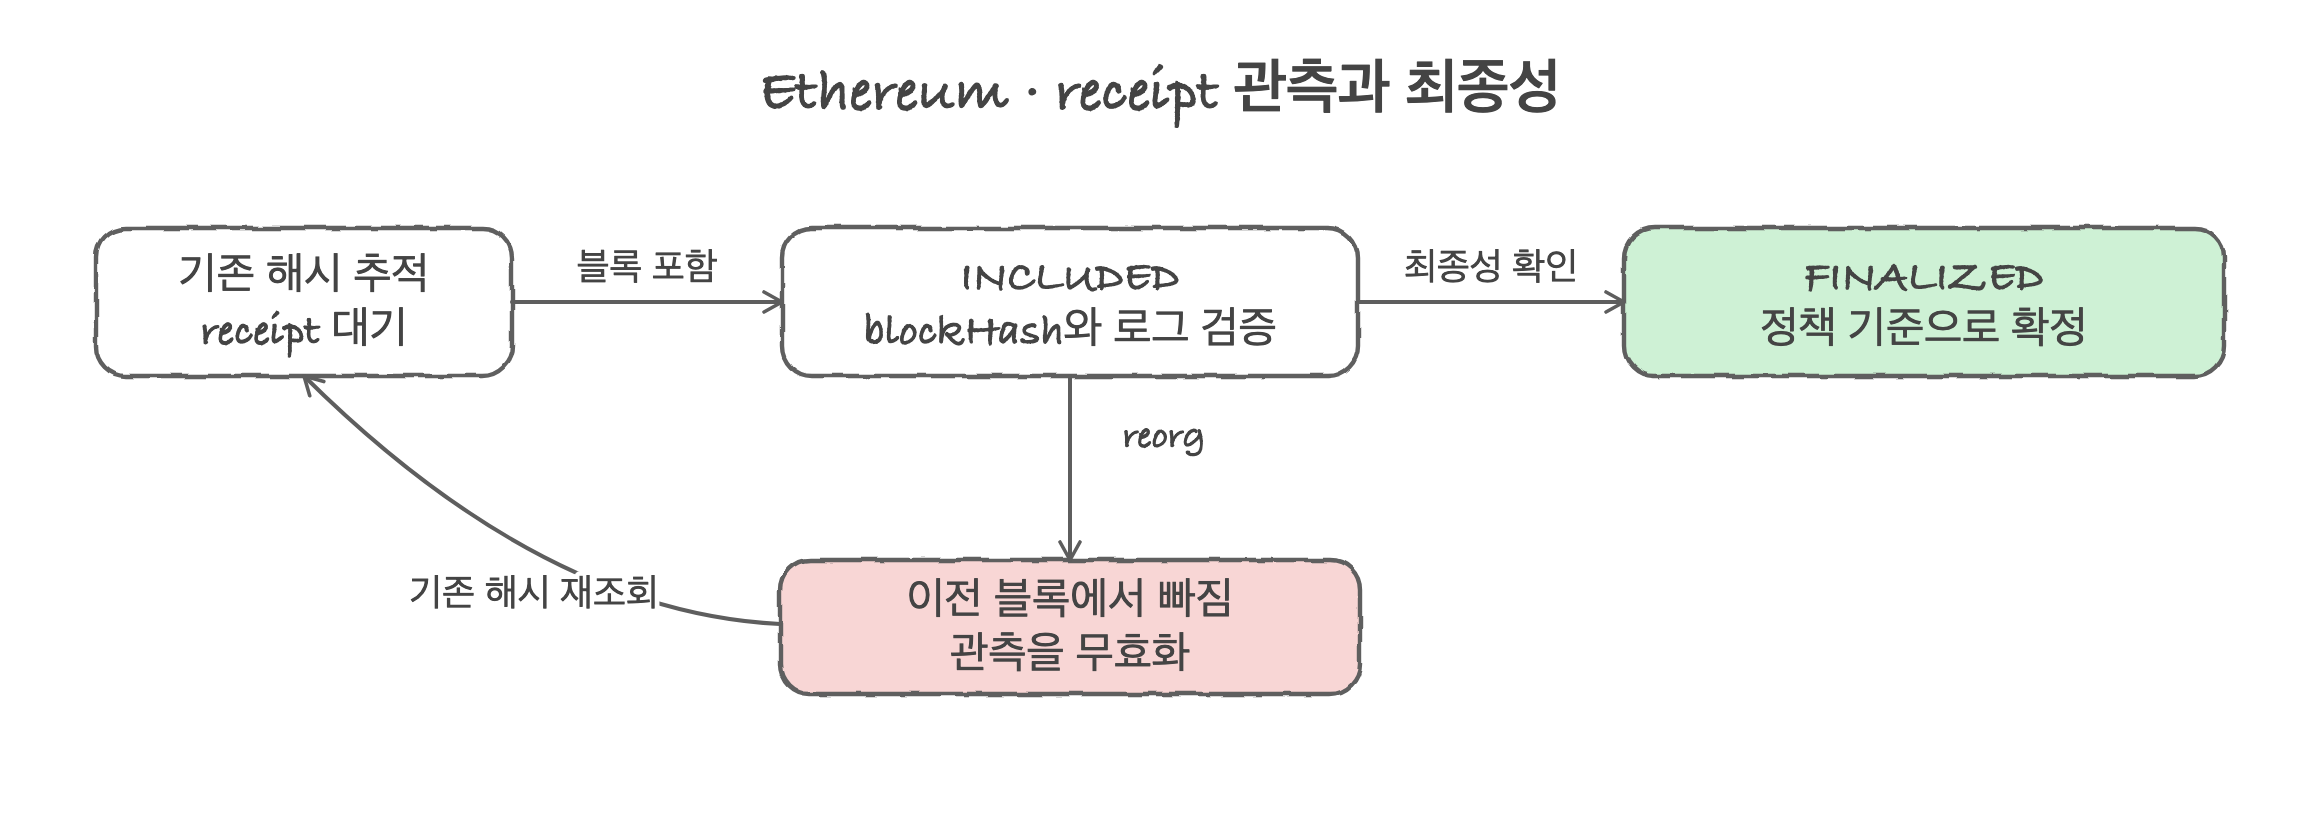 Ethereum · receipt 관측과 최종성
기존 해시 추적
receipt 대기
블록 포함
INCLUDED
blockHash와 로그 검증
최종성 확인
FINALIZED
정책 기준으로 확정
reorg
기존 해시 재조회
이전 블록에서 빠짐
관측을 무효화